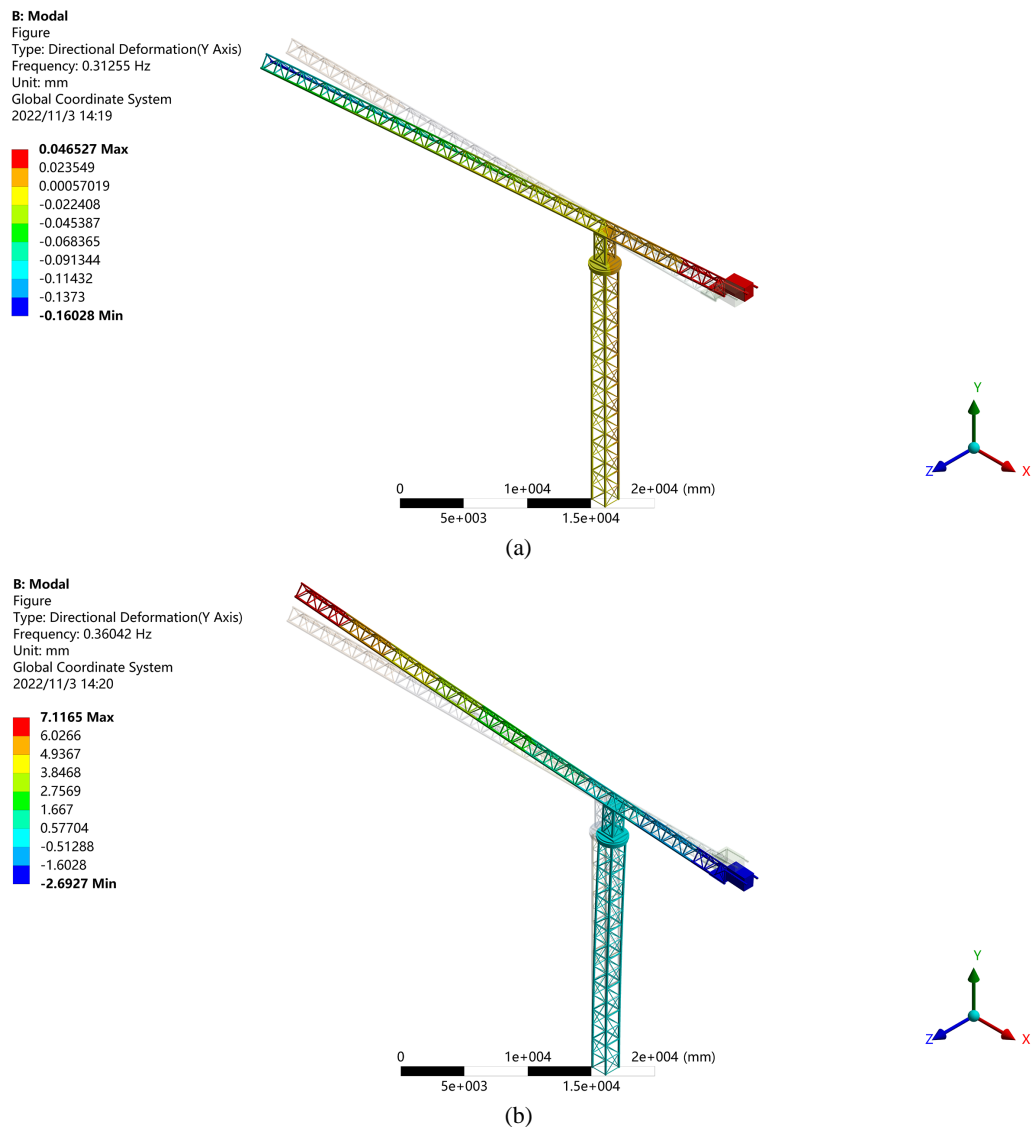 B: Modal
Figure
Type: Directional Deformation(Y Axis)
Frequency: 0.31255 Hz
Unit: mm
Global Coordinate System
2022/11/3 14:19
0.046527 Max
0.023549
0.00057019
-0.022408
-0.045387
-0.068365
-0.091344
-0.11432
-0.1373
-0.16028 Min
Y
Z
X
0 1e+004 2e+004 (mm)
5e+003 1.5e+004
(a)
B: Modal
Figure
Type: Directional Deformation(Y Axis)
Frequency: 0.36042 Hz
Unit: mm
Global Coordinate System
2022/11/3 14:20
7.1165 Max
6.0266
4.9367
3.8468
2.7569
1.667
0.57704
-0.51288
-1.6028
-2.6927 Min
Y
Z
X
0 1e+004 2e+004 (mm)
5e+003 1.5e+004
(b)